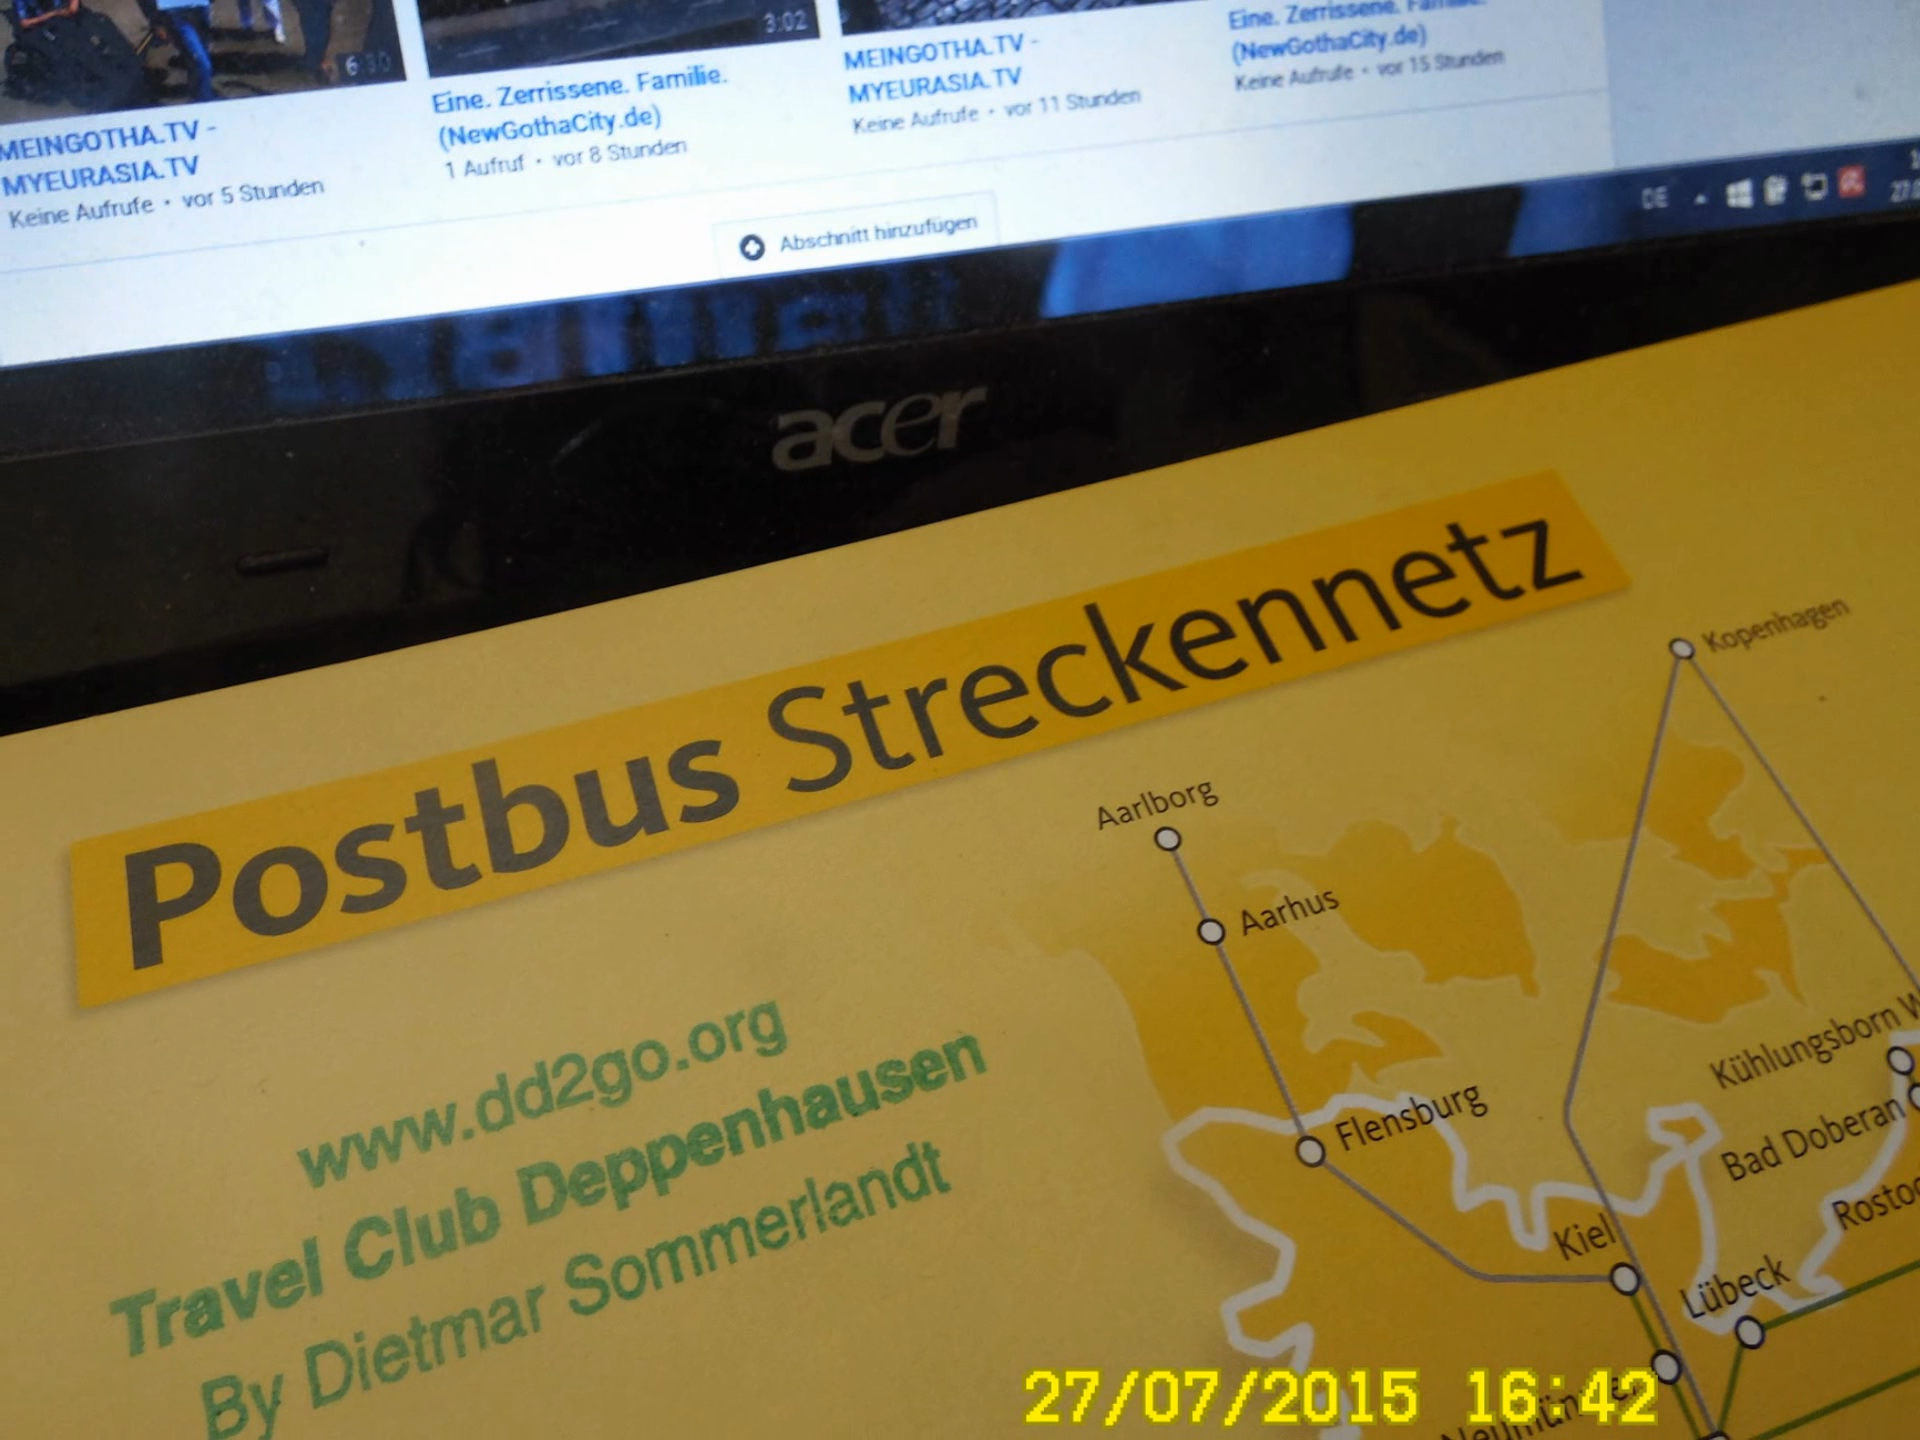 6:30
3:02
MEINGOTHA.TV -
MYEURASIA.TV
Keine Aufrufe • vor 5 Stunden
Eine. Zerrissene. Familie.
(NewGothaCity.de)
1 Aufruf • vor 8 Stunden
MEINGOTHA.TV -
MYEURASIA.TV
Keine Aufrufe • vor 11 Stunden
Eine. Zerrissene. Familie.
(NewGothaCity.de)
Keine Aufrufe • vor 15 Stunden
Abschnitt hinzufügen
DE
acer
Postbus Streckennetz
www.dd2go.org
Travel Club Deppenhausen
By Dietmar Sommerlandt
Kopenhagen
Aarlborg
Aarhus
Flensburg
Kühlungsborn W
Bad Doberan
Rostoc
Kiel
Lübeck
27/07/2015 16:42